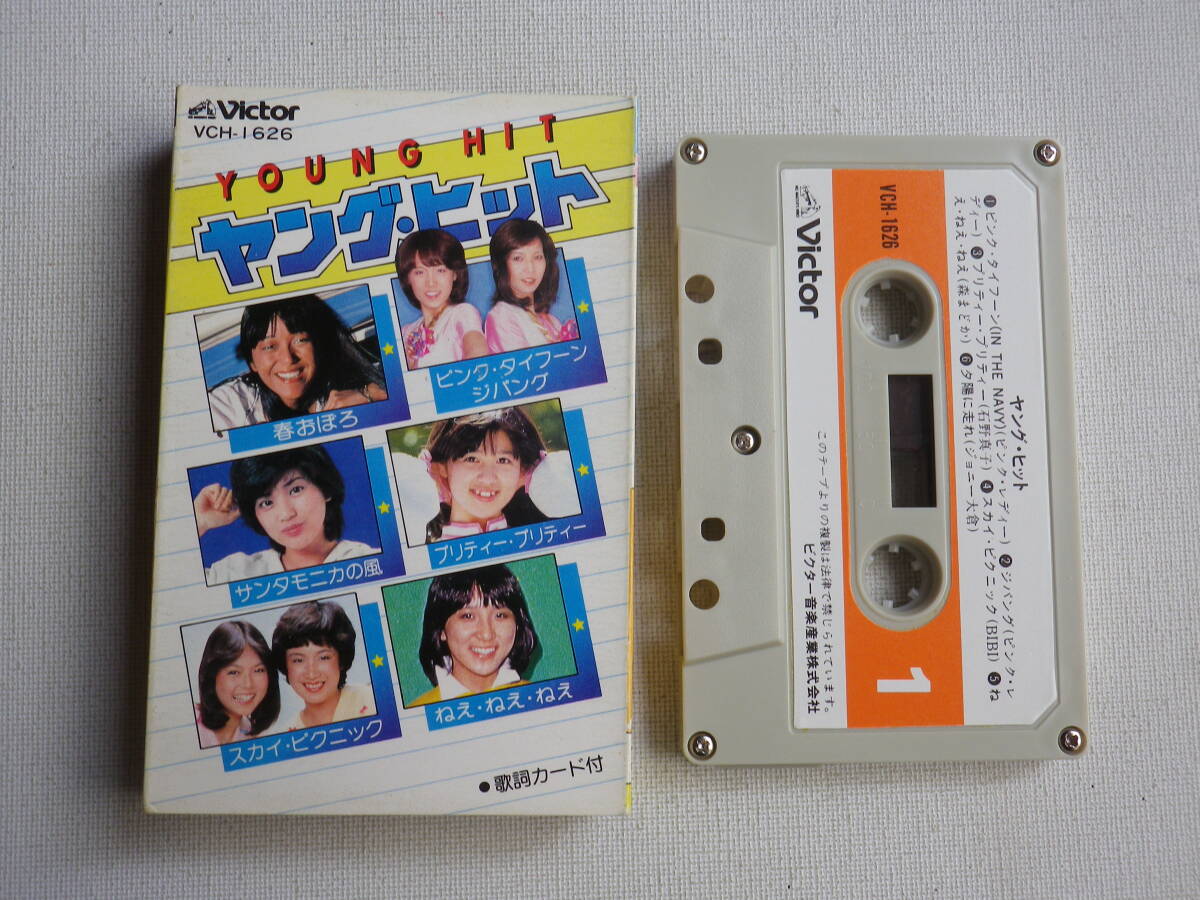 Victor
VCH-1626
YOUNG HIT
ヤング・ヒット
ピンク・タイフーン
ジパング
春おぼろ
プリティー・プリティー
サンタモニカの風
ねえ・ねえ・ねえ
スカイ・ピクニック
●歌詞カード付
ヤング・ヒット
❶ピンク・タイフーン(IN THE NAVY)(ピンク・レディー) ❷ジパング(ピンク・レ
ディー) ❸プリティー・プリティー(石野真子) ❹スカイ・ピクニック(BIBI) ❺ね
え・ねえ・ねえ(森まどか) ❻夕陽に走れ(ジョニー大倉)
VCH-1626
1
Victor
このテープよりの複製は法律で禁じられています。
ビクター音楽産業株式会社